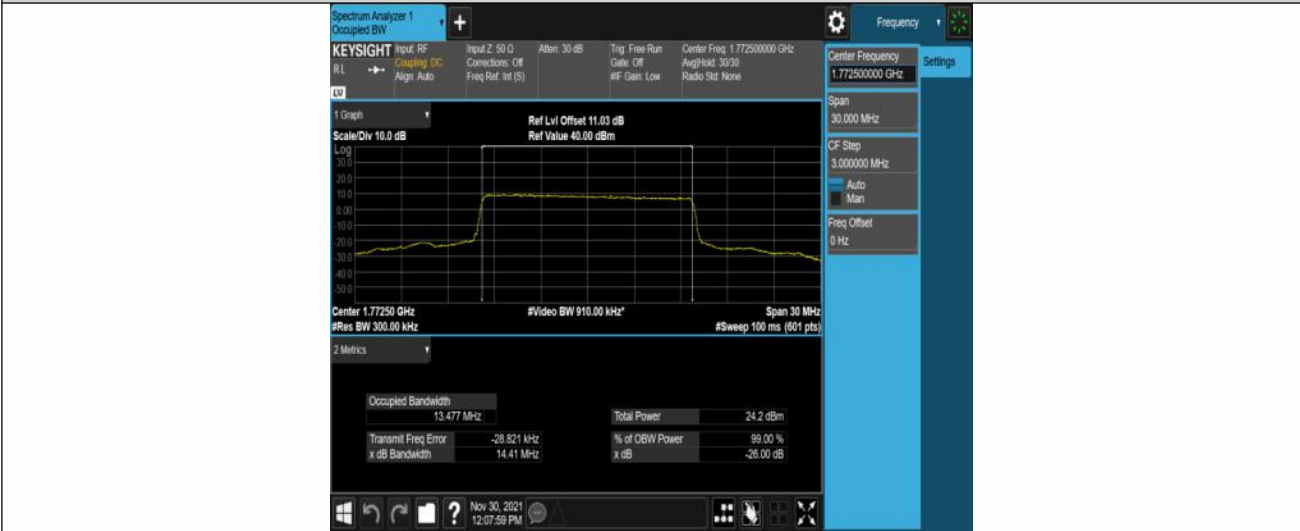 Spectrum Analyzer 1
Occupied BW
+
Frequency
KEYSIGHT
Input: RF
Input Z: 50 Ω
Atten: 30 dB
Trig: Free Run
Center Freq: 1.772500000 GHz
RL
Coupling: DC
Corrections: Off
Gate: Off
Avg|Hold: 30/30
Align: Auto
Freq Ref: Int (S)
#IF Gain: Low
Radio Std: None
Center Frequency
1.772500000 GHz
Settings
Span
30.000 MHz
CF Step
3.000000 MHz
Auto
Man
Freq Offset
0 Hz
1 Graph
Ref Lvl Offset 11.03 dB
Scale/Div 10.0 dB
Ref Value 40.00 dBm
Log
30.0
20.0
10.0
0.00
-10.0
-20.0
-30.0
-40.0
-50.0
Center 1.77250 GHz
#Video BW 910.00 kHz*
Span 30 MHz
#Res BW 300.00 kHz
#Sweep 100 ms (601 pts)
2 Metrics
Occupied Bandwidth
13.477 MHz
Total Power
24.2 dBm
Transmit Freq Error
-28.821 kHz
% of OBW Power
99.00 %
x dB Bandwidth
14.41 MHz
x dB
-26.00 dB
?
Nov 30, 2021
12:07:59 PM